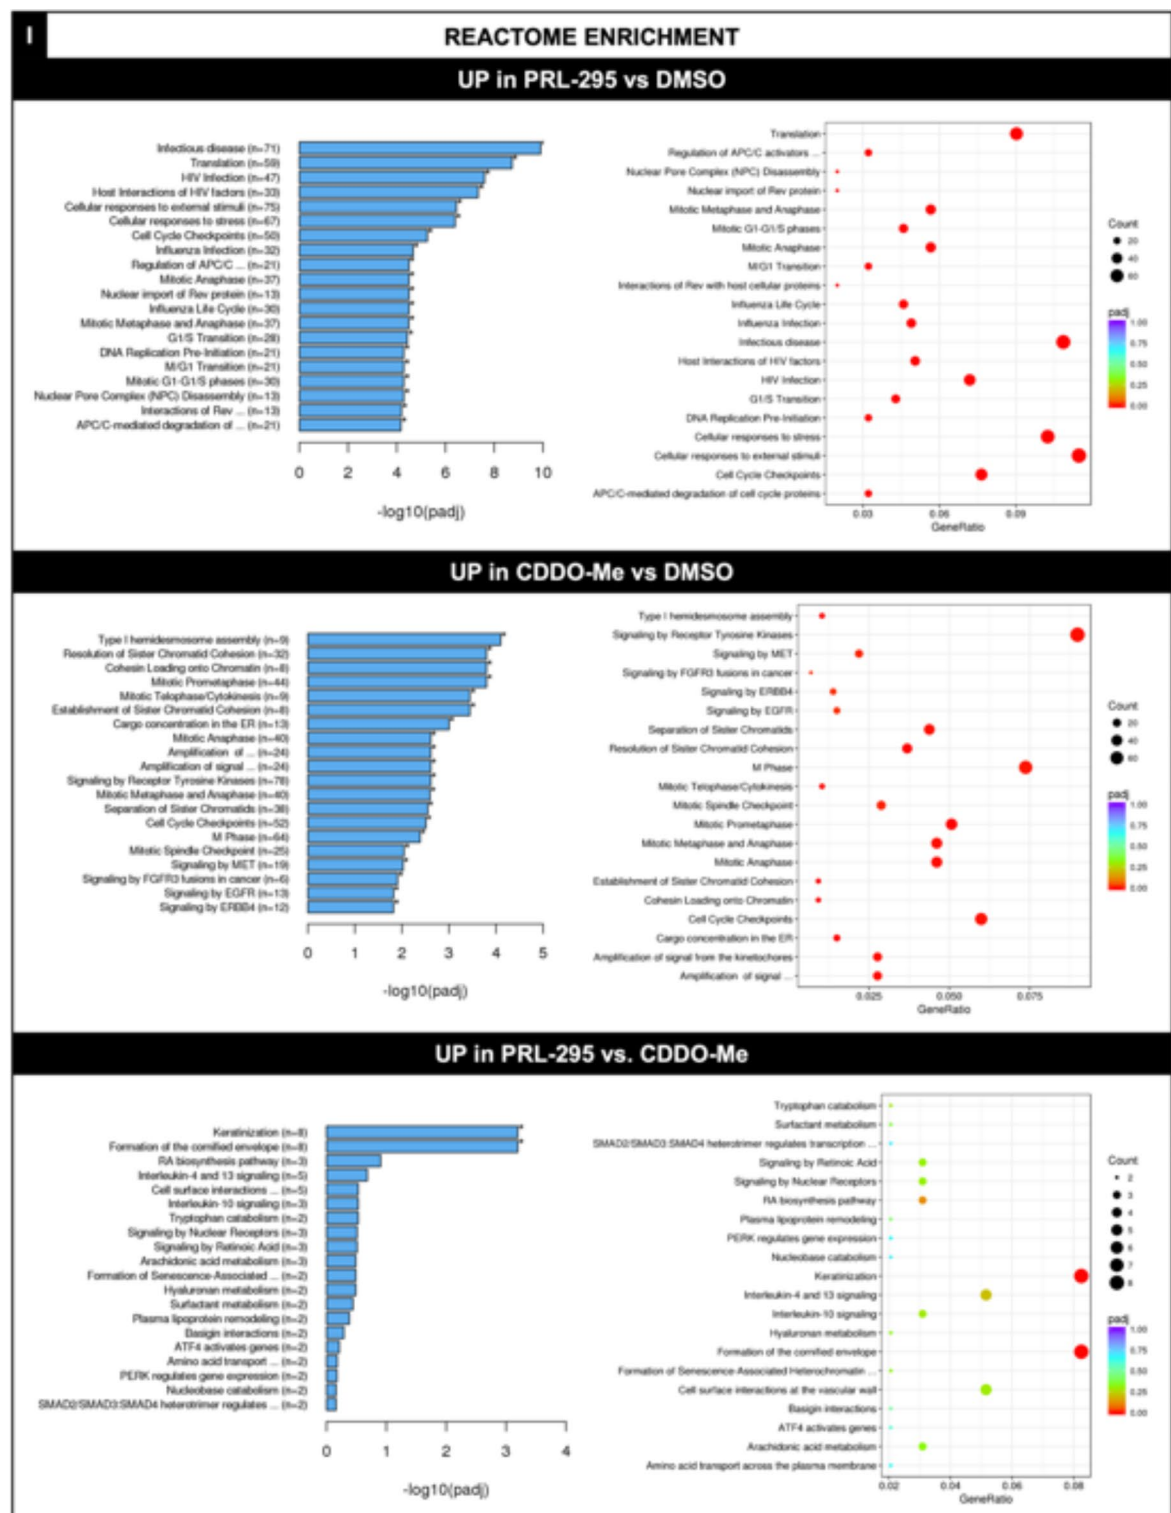 I
REACTOME ENRICHMENT
UP in PRL-295 vs DMSO
Infectious disease (n=71)
Translation (n=59)
HIV Infection (n=47)
Host Interactions of HIV factors (n=33)
Cellular responses to external stimuli (n=75)
Cellular responses to stress (n=67)
Cell Cycle Checkpoints (n=50)
Influenza Infection (n=32)
Regulation of APC/C ... (n=21)
Mitotic Anaphase (n=37)
Nuclear import of Rev protein (n=13)
Influenza Life Cycle (n=30)
Mitotic Metaphase and Anaphase (n=37)
G1/S Transition (n=28)
DNA Replication Pre-Initiation (n=21)
M/G1 Transition (n=21)
Mitotic G1-G1/S phases (n=30)
Nuclear Pore Complex (NPC) Disassembly (n=13)
Interactions of Rev ... (n=13)
APC/C-mediated degradation of ... (n=21)
0 2 4 6 8 10
-log10(padj)
Translation
Regulation of APC/C activators ...
Nuclear Pore Complex (NPC) Disassembly
Nuclear import of Rev protein
Mitotic Metaphase and Anaphase
Mitotic G1-G1/S phases
Mitotic Anaphase
M/G1 Transition
Interactions of Rev with host cellular proteins
Influenza Life Cycle
Influenza Infection
Infectious disease
Host Interactions of HIV factors
HIV Infection
G1/S Transition
DNA Replication Pre-Initiation
Cellular responses to stress
Cellular responses to external stimuli
Cell Cycle Checkpoints
APC/C-mediated degradation of cell cycle proteins
0.03 0.06 0.09
GeneRatio
Count
20
40
60
padj
1.00
0.75
0.50
0.25
0.00
UP in CDDO-Me vs DMSO
Type I hemidesmosome assembly (n=9)
Resolution of Sister Chromatid Cohesion (n=32)
Cohesin Loading onto Chromatin (n=8)
Mitotic Prometaphase (n=44)
Mitotic Telophase/Cytokinesis (n=9)
Establishment of Sister Chromatid Cohesion (n=8)
Cargo concentration in the ER (n=13)
Mitotic Anaphase (n=40)
Amplification of ... (n=24)
Amplification of signal ... (n=24)
Signaling by Receptor Tyrosine Kinases (n=78)
Mitotic Metaphase and Anaphase (n=40)
Separation of Sister Chromatids (n=38)
Cell Cycle Checkpoints (n=52)
M Phase (n=64)
Mitotic Spindle Checkpoint (n=25)
Signaling by MET (n=19)
Signaling by FGFR3 fusions in cancer (n=6)
Signaling by EGFR (n=13)
Signaling by ERBB4 (n=12)
0 1 2 3 4 5
-log10(padj)
Type I hemidesmosome assembly
Signaling by Receptor Tyrosine Kinases
Signaling by MET
Signaling by FGFR3 fusions in cancer
Signaling by ERBB4
Signaling by EGFR
Separation of Sister Chromatids
Resolution of Sister Chromatid Cohesion
M Phase
Mitotic Telophase/Cytokinesis
Mitotic Spindle Checkpoint
Mitotic Prometaphase
Mitotic Metaphase and Anaphase
Mitotic Anaphase
Establishment of Sister Chromatid Cohesion
Cohesin Loading onto Chromatin
Cell Cycle Checkpoints
Cargo concentration in the ER
Amplification of signal from the kinetochores
Amplification of signal ...
0.025 0.050 0.075
GeneRatio
Count
20
40
60
padj
1.00
0.75
0.50
0.25
0.00
UP in PRL-295 vs. CDDO-Me
Keratinization (n=8)
Formation of the cornified envelope (n=8)
RA biosynthesis pathway (n=3)
Interleukin-4 and 13 signaling (n=5)
Cell surface interactions ... (n=5)
Interleukin-10 signaling (n=3)
Tryptophan catabolism (n=2)
Signaling by Nuclear Receptors (n=3)
Signaling by Retinoic Acid (n=3)
Arachidonic acid metabolism (n=3)
Formation of Senescence-Associated ... (n=2)
Hyaluronan metabolism (n=2)
Surfactant metabolism (n=2)
Plasma lipoprotein remodeling (n=2)
Basigin interactions (n=2)
ATF4 activates genes (n=2)
Amino acid transport ... (n=2)
PERK regulates gene expression (n=2)
Nucleobase catabolism (n=2)
SMAD2/SMAD3:SMAD4 heterotrimer regulates ... (n=2)
0 1 2 3 4
-log10(padj)
Tryptophan catabolism
Surfactant metabolism
SMAD2/SMAD3:SMAD4 heterotrimer regulates transcription ...
Signaling by Retinoic Acid
Signaling by Nuclear Receptors
RA biosynthesis pathway
Plasma lipoprotein remodeling
PERK regulates gene expression
Nucleobase catabolism
Keratinization
Interleukin-4 and 13 signaling
Interleukin-10 signaling
Hyaluronan metabolism
Formation of the cornified envelope
Formation of Senescence-Associated Heterochromatin ...
Cell surface interactions at the vascular wall
Basigin interactions
ATF4 activates genes
Arachidonic acid metabolism
Amino acid transport across the plasma membrane
0.02 0.04 0.06 0.08
GeneRatio
Count
2
3
4
5
6
7
8
padj
1.00
0.75
0.50
0.25
0.00